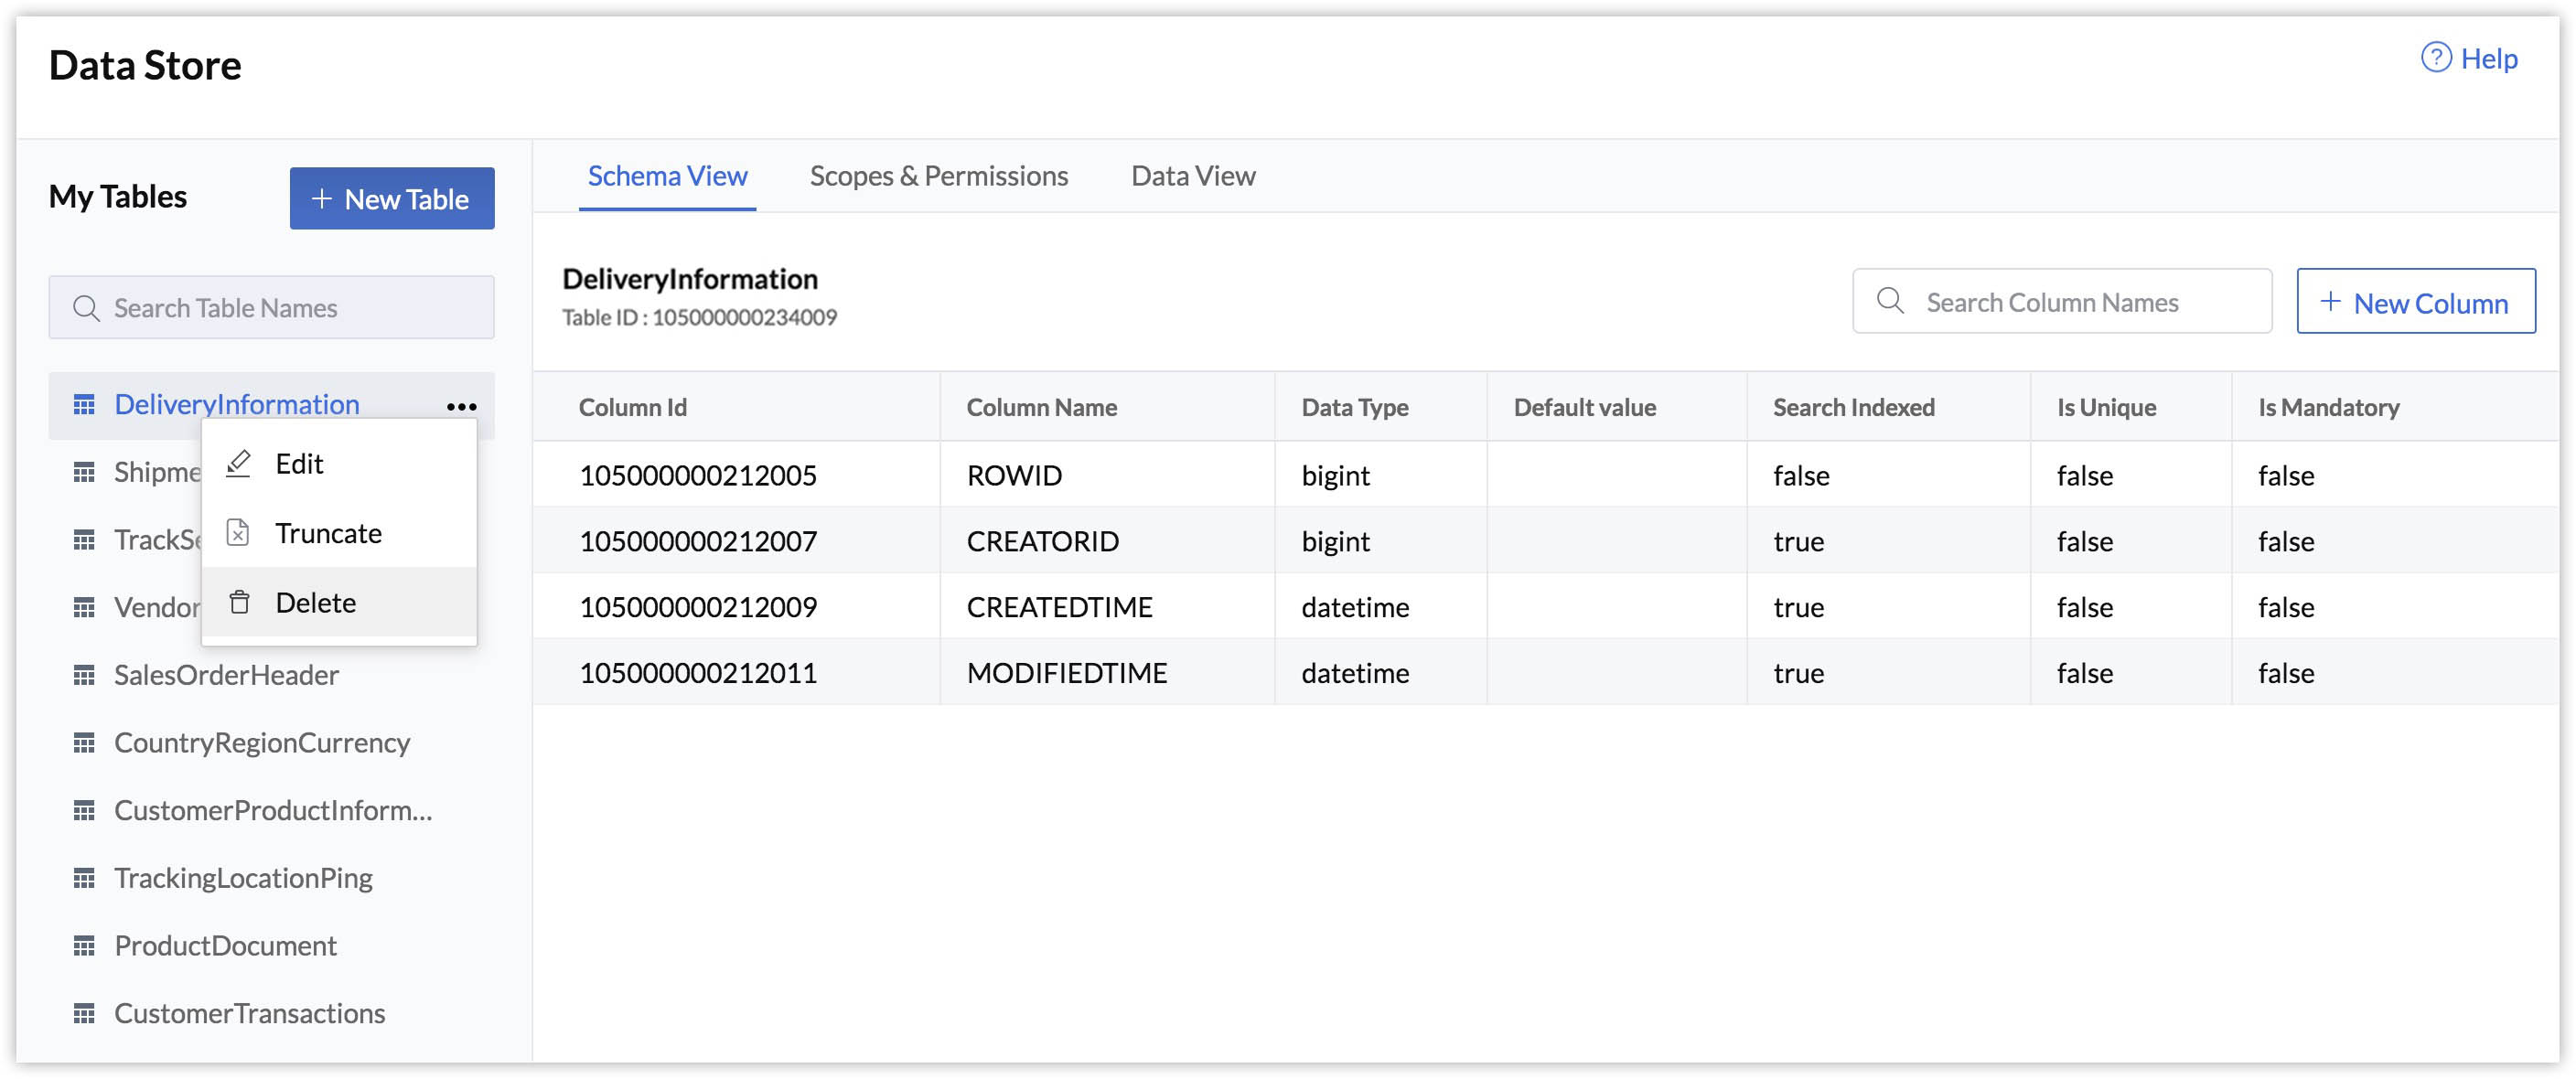 Data Store
Help
My Tables
New Table
Search Table Names
DeliveryInformation
Edit
Truncate
Delete
SalesOrderHeader
CountryRegionCurrency
CustomerProductInform...
TrackingLocationPing
ProductDocument
CustomerTransactions
Schema View Scopes & Permissions Data View
DeliveryInformation
Table ID : 105000000234009
Search Column Names
New Column
Column Id Column Name Data Type Default value Search Indexed Is Unique Is Mandatory
105000000212005 ROWID bigint false false false
105000000212007 CREATORID bigint true false false
105000000212009 CREATEDTIME datetime true false false
105000000212011 MODIFIEDTIME datetime true false false